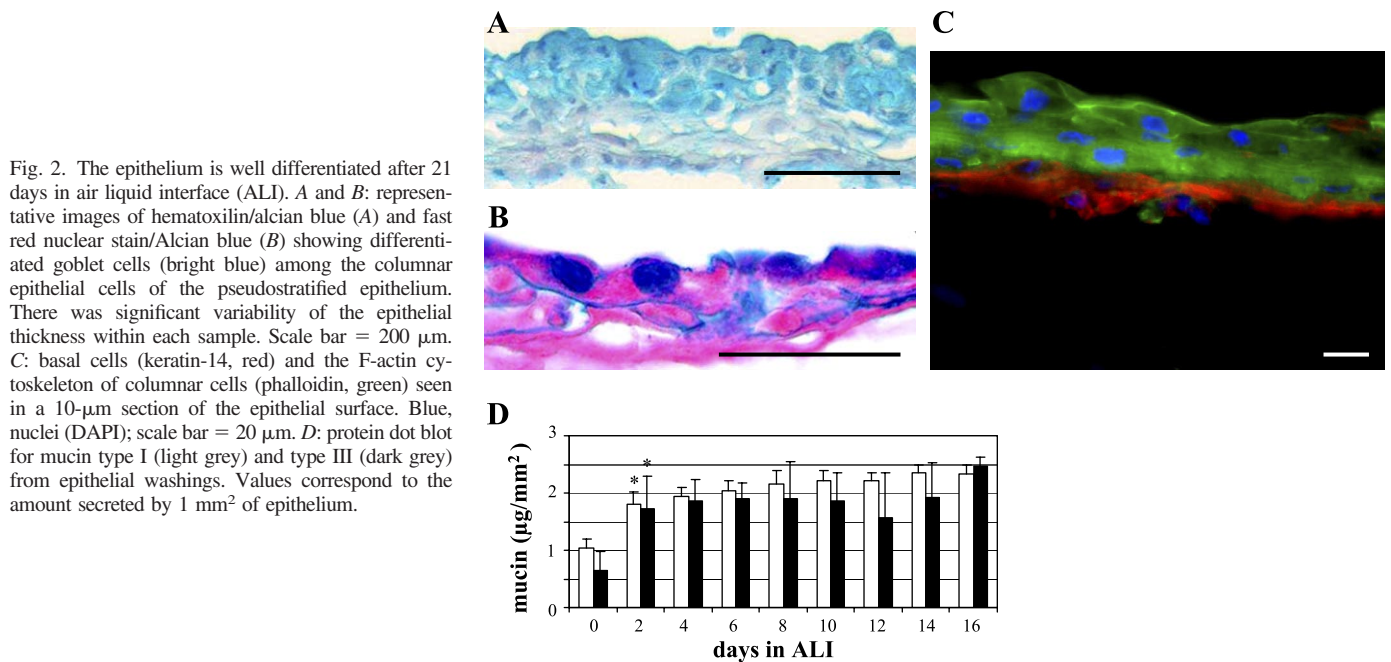 Fig. 2. The epithelium is well differentiated after 21
days in air liquid interface (ALI). A and B: represen-
tative images of hematoxilin/alcian blue (A) and fast
red nuclear stain/Alcian blue (B) showing differenti-
ated goblet cells (bright blue) among the columnar
epithelial cells of the pseudostratified epithelium.
There was significant variability of the epithelial
thickness within each sample. Scale bar = 200 μm.
C: basal cells (keratin-14, red) and the F-actin cy-
toskeleton of columnar cells (phalloidin, green) seen
in a 10-μm section of the epithelial surface. Blue,
nuclei (DAPI); scale bar = 20 μm. D: protein dot blot
for mucin type I (light grey) and type III (dark grey)
from epithelial washings. Values correspond to the
amount secreted by 1 mm² of epithelium.
A
B
C
D
mucin (μg/mm²)
3
2
1
0
* *
0 2 4 6 8 10 12 14 16
days in ALI